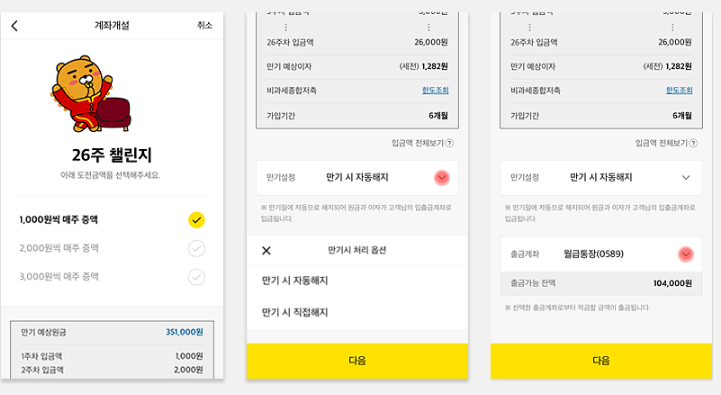 계좌개설 취소
26주 챌린지
아래 도전금액을 선택해주세요.
1,000원씩 매주 증액
2,000원씩 매주 증액
3,000원씩 매주 증액
만기 예상원금 351,000원
1주차 입금액 1,000원
2주차 입금액 2,000원
26주차 입금액 26,000원
만기 예상이자 (세전) 1,282원
비과세종합저축 한도조회
가입기간 6개월
입금액 전체보기 ?
만기설정 만기 시 자동해지
※ 만기일에 자동으로 해지되어 원금과 이자가 고객님의 입출금계좌로
입금됩니다.
만기시 처리 옵션
만기 시 자동해지
만기 시 직접해지
다음
26주차 입금액 26,000원
만기 예상이자 (세전) 1,282원
비과세종합저축 한도조회
가입기간 6개월
입금액 전체보기 ?
만기설정 만기 시 자동해지
※ 만기일에 자동으로 해지되어 원금과 이자가 고객님의 입출금계좌로
입금됩니다.
출금계좌 월급통장(0589)
출금가능 잔액 104,000원
※ 선택한 출금계좌로부터 적금할 금액이 출금됩니다.
다음